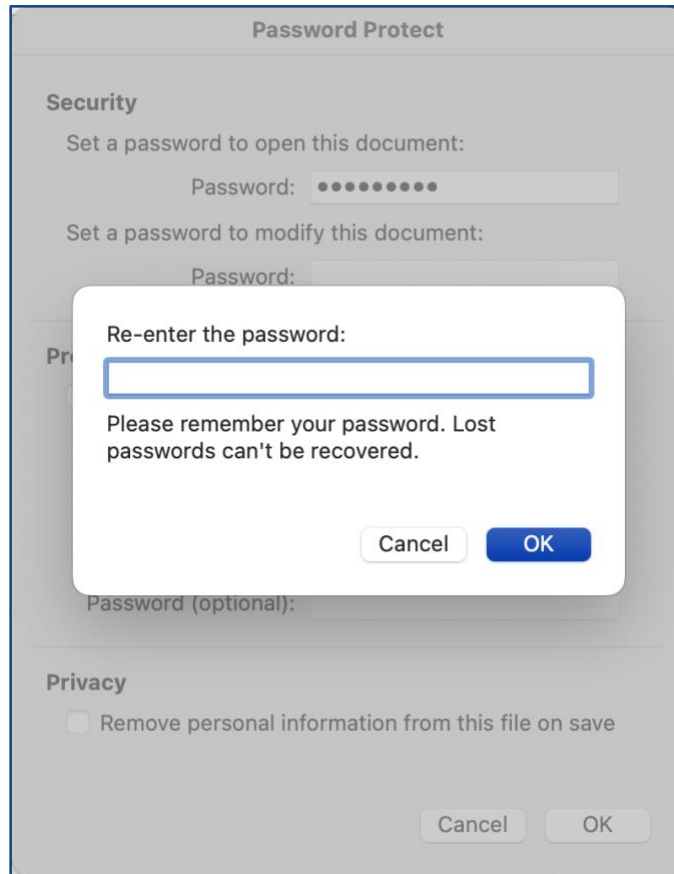 Password Protect
Security
Set a password to open this document:
Password: •••••••••
Set a password to modify this document:
Password:
Re-enter the password:
Please remember your password. Lost
passwords can't be recovered.
Cancel OK
Password (optional):
Privacy
Remove personal information from this file on save
Cancel OK